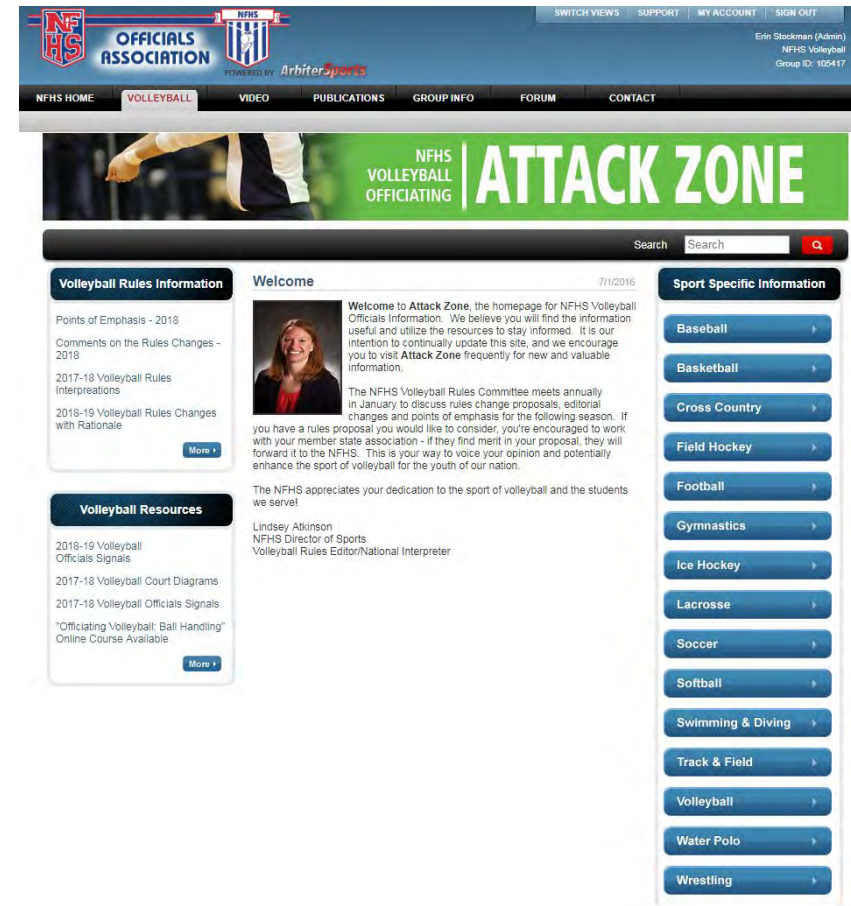 SWITCH VIEWS SUPPORT MY ACCOUNT SIGN OUT
NFHS
NFHS
OFFICIALS
ASSOCIATION
POWERED BY ArbiterSports
Erin Stockman (Admin)
NFHS Volleyball
Group ID: 105417
NFHS HOME VOLLEYBALL VIDEO PUBLICATIONS GROUP INFO FORUM CONTACT
NFHS
VOLLEYBALL
OFFICIATING
ATTACK ZONE
Search Search
Volleyball Rules Information
Points of Emphasis - 2018
Comments on the Rules Changes -
2018
2017-18 Volleyball Rules
Interpreations
2018-19 Volleyball Rules Changes
with Rationale
More
Volleyball Resources
2018-19 Volleyball
Officials Signals
2017-18 Volleyball Court Diagrams
2017-18 Volleyball Officials Signals
"Officiating Volleyball: Ball Handling"
Online Course Available
More
Welcome 7/1/2016
Welcome to Attack Zone, the homepage for NFHS Volleyball
Officials Information. We believe you will find the information
useful and utilize the resources to stay informed. It is our
intention to continually update this site, and we encourage
you to visit Attack Zone frequently for new and valuable
information.
The NFHS Volleyball Rules Committee meets annually
in January to discuss rules change proposals, editorial
changes and points of emphasis for the following season. If
you have a rules proposal you would like to consider, you're encouraged to work
with your member state association - if they find merit in your proposal, they will
forward it to the NFHS. This is your way to voice your opinion and potentially
enhance the sport of volleyball for the youth of our nation.
The NFHS appreciates your dedication to the sport of volleyball and the students
we serve!
Lindsey Atkinson
NFHS Director of Sports
Volleyball Rules Editor/National Interpreter
Sport Specific Information
Baseball
Basketball
Cross Country
Field Hockey
Football
Gymnastics
Ice Hockey
Lacrosse
Soccer
Softball
Swimming & Diving
Track & Field
Volleyball
Water Polo
Wrestling